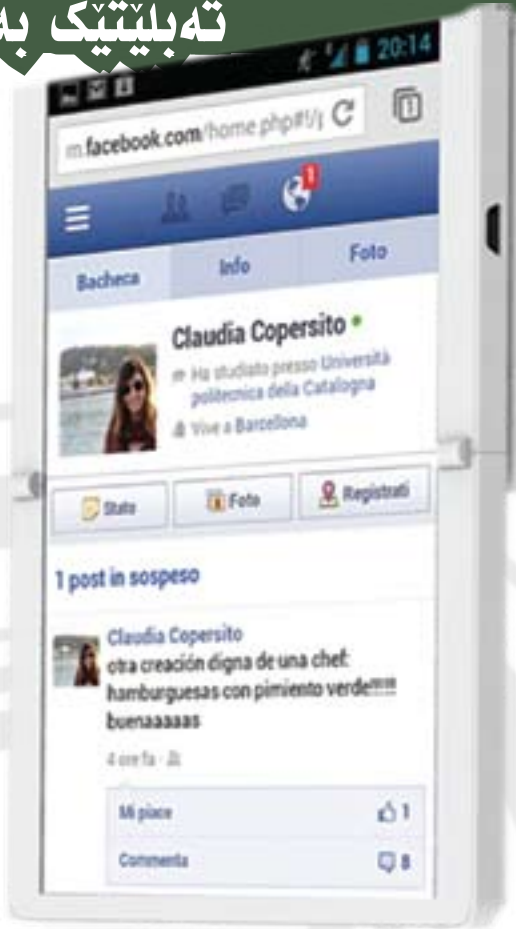 تەبلێتێک بە
20:14
m.facebook.com/home.php#!/
1
1
Bacheca Info Foto
Claudia Copersito
Ha studiato presso Università
politecnica della Catalogna
Vive a Barcellona
Stato Foto Registrati
1 post in sospeso
Claudia Copersito
otra creación digna de una chef:
hamburguesas con pimiento verde!!!!!
buenaaaaas
4 ore fa
Mi piace 1
Commenta 8